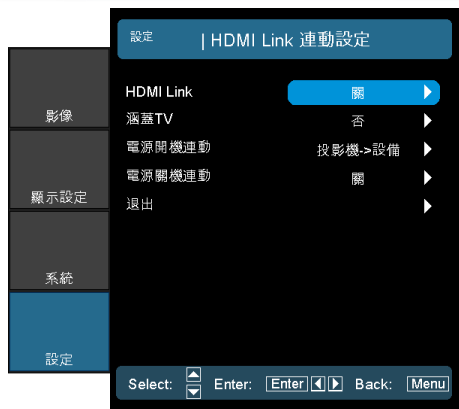 設定 | HDMI Link 連動設定
影像
顯示設定
系統
設定
HDMI Link 關
涵蓋TV 否
電源開機連動 投影機->設備
電源關機連動 關
退出
Select: Enter: Enter Back: Menu